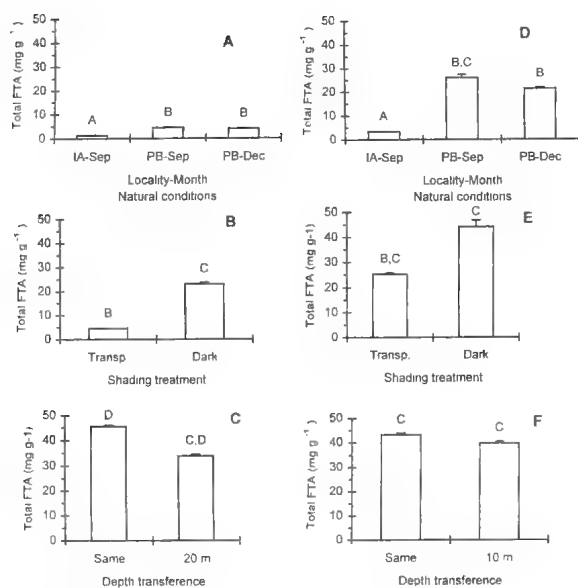 A
Total FTA (mg g -1)
50
40
30
20
10
0
A
B
B
IA-Sep PB-Sep PB-Dec
Locality-Month
Natural conditions
D
Total FTA (mg g -1)
50
40
30
20
10
0
A
B,C
B
IA-Sep PB-Sep PB-Dec
Locality-Month
Natural conditions
B
Total FTA (mg g -1)
50
40
30
20
10
0
B
C
Transp. Dark
Shading treatment
E
Total FTA (mg g-1)
50
40
30
20
10
0
B,C
C
Transp. Dark
Shading treatment
C
Total FTA (mg g-1)
50
40
30
20
10
0
D
C,D
Same 20 m
Depth transference
F
Total FTA (mg g -1)
50
40
30
20
10
0
C
C
Same 10 m
Depth transference